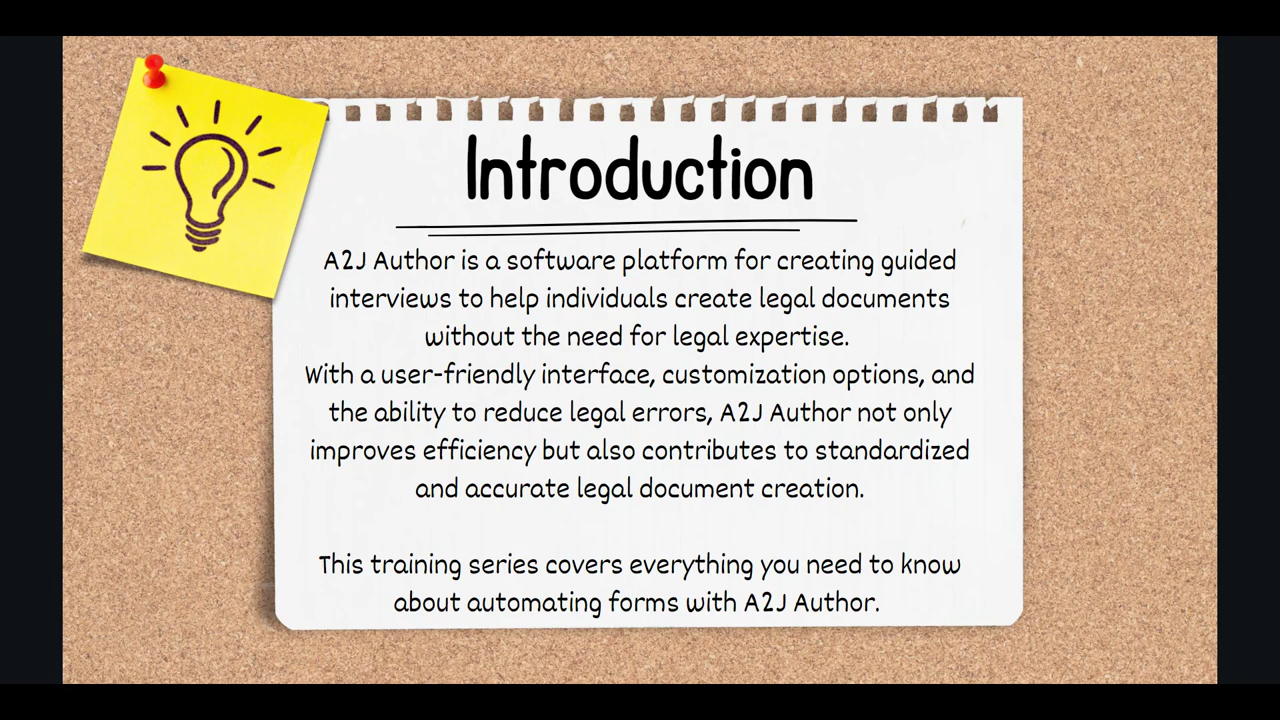 Introduction
A2J Author is a software platform for creating guided
interviews to help individuals create legal documents
without the need for legal expertise.
With a user-friendly interface, customization options, and
the ability to reduce legal errors, A2J Author not only
improves efficiency but also contributes to standardized
and accurate legal document creation.
This training series covers everything you need to know
about automating forms with A2J Author.